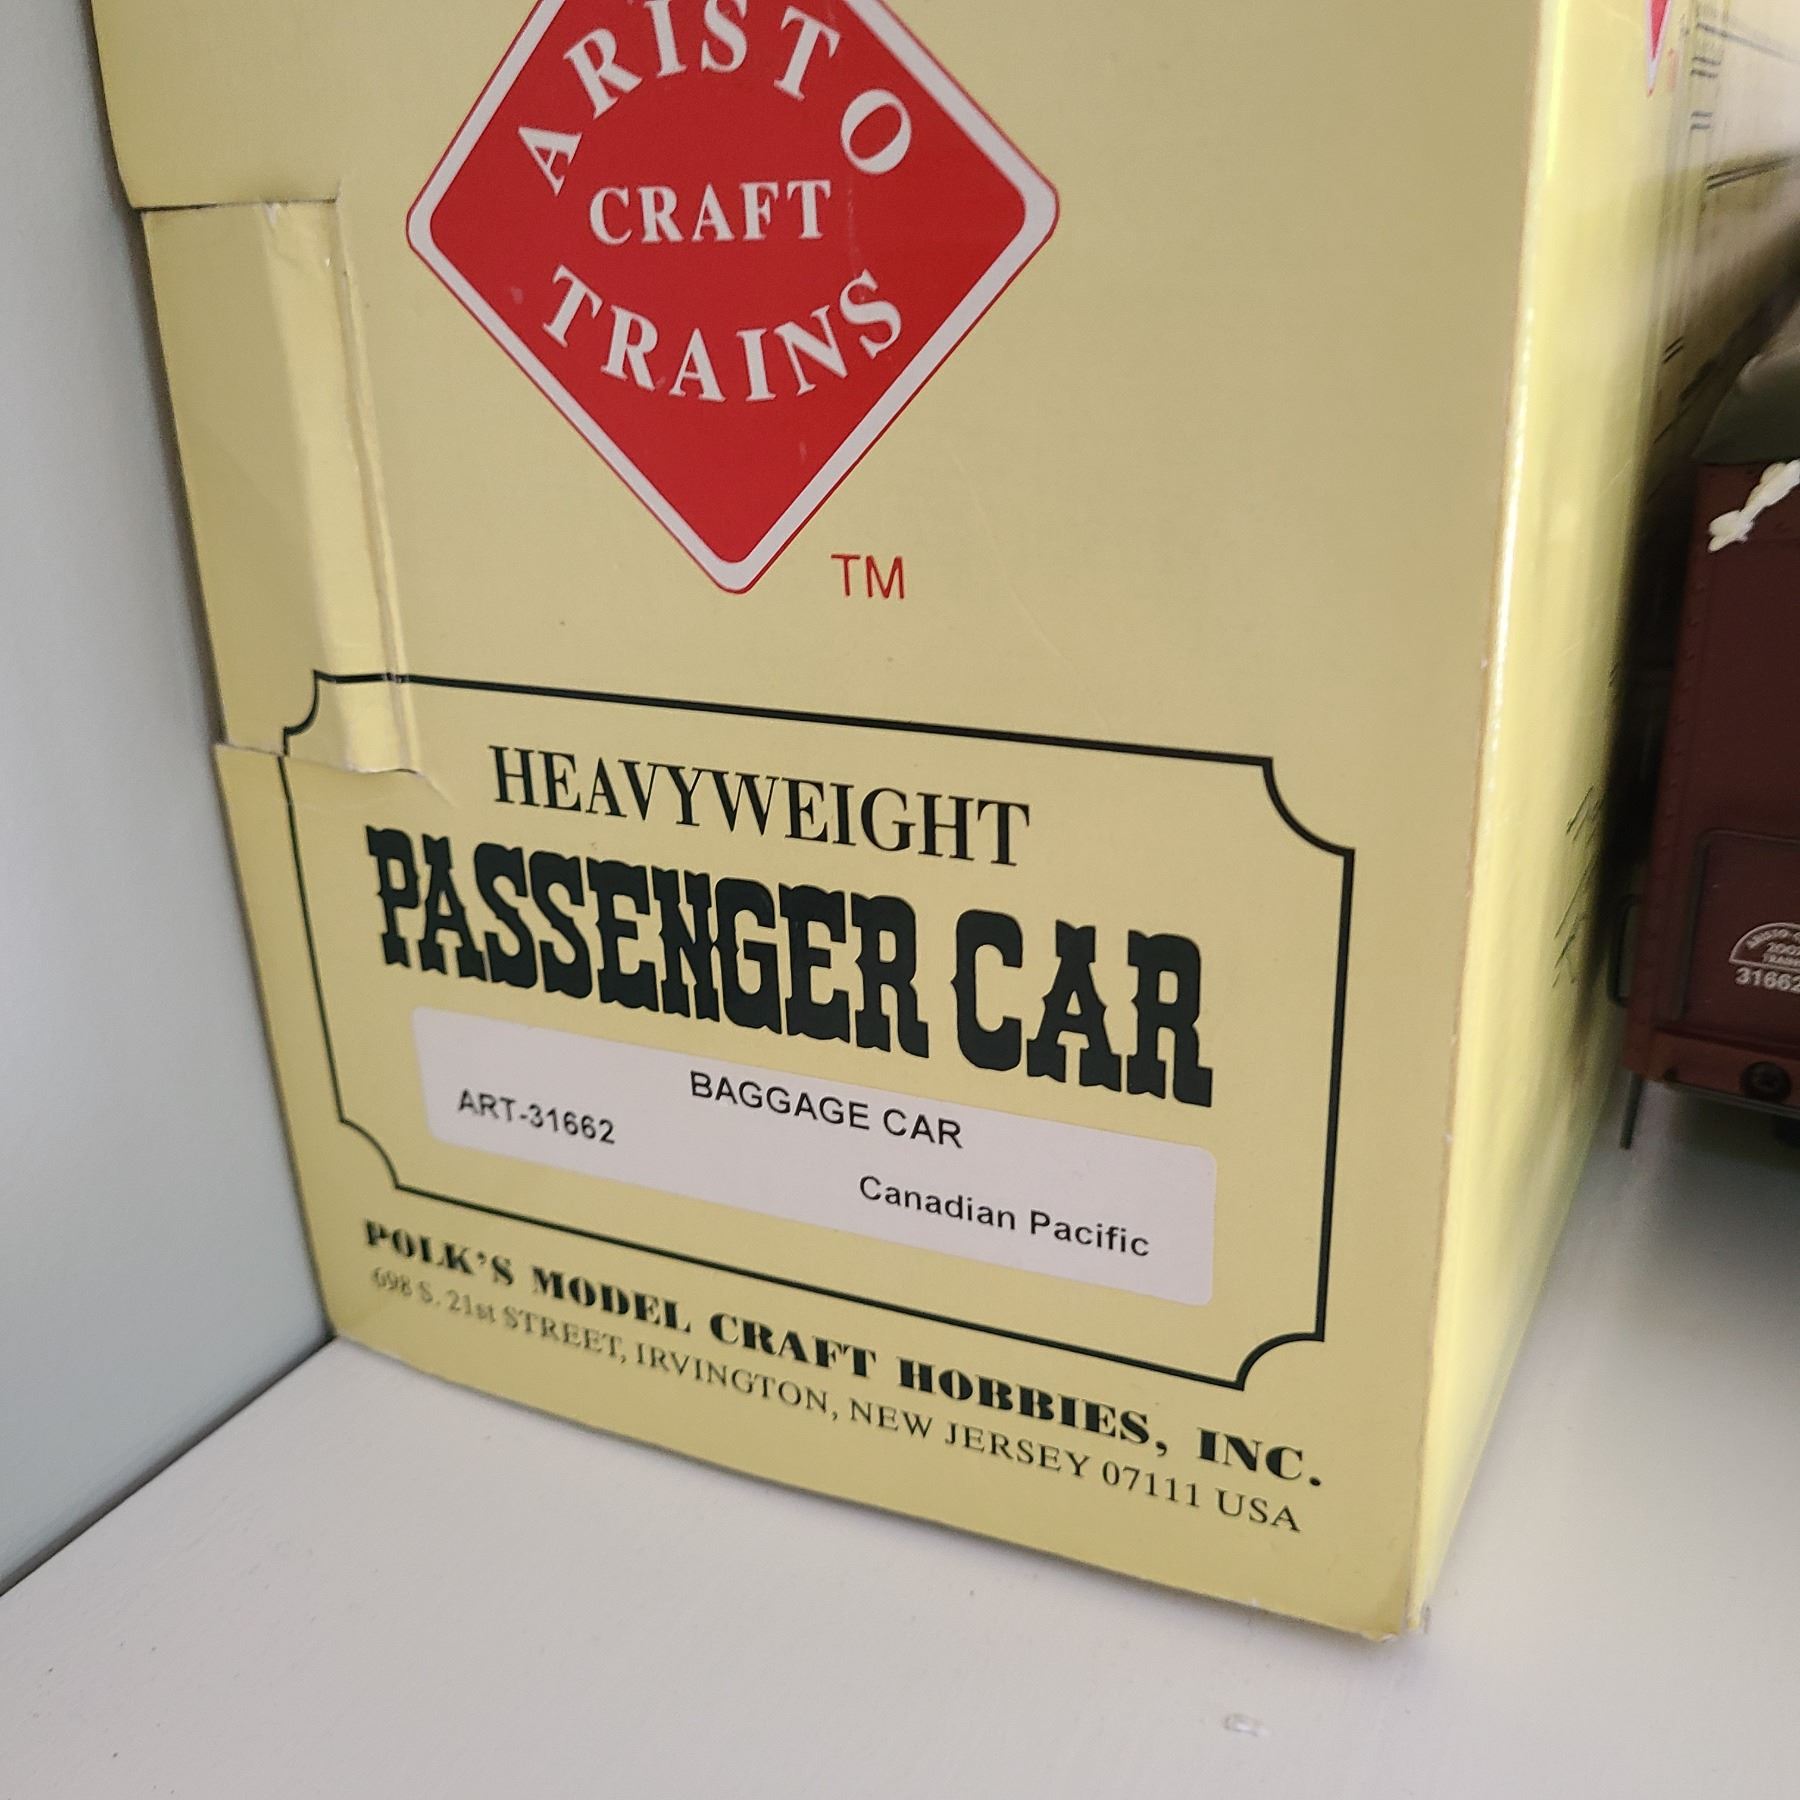 ARISTO
CRAFT
TRAINS
TM
HEAVYWEIGHT
PASSENGER CAR
BAGGAGE CAR
ART-31662
Canadian Pacific
POLK'S MODEL CRAFT HOBBIES, INC.
698 S. 21st STREET, IRVINGTON, NEW JERSEY 07111 USA
31662